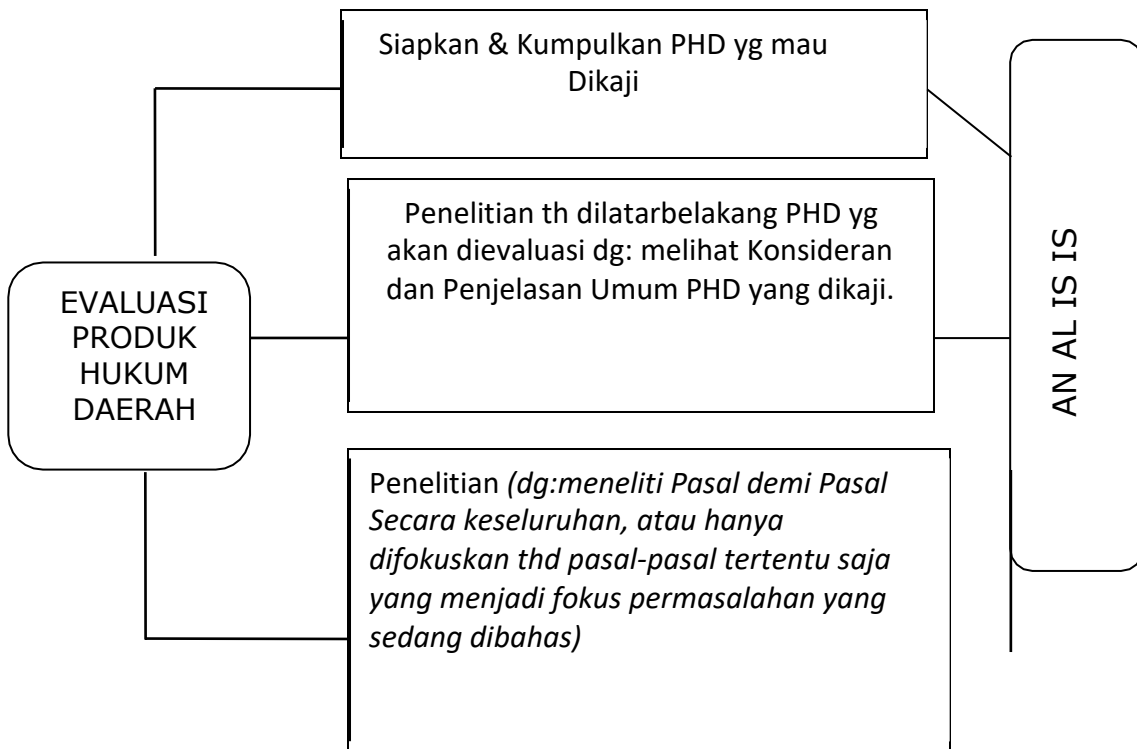 Siapkan & Kumpulkan PHD yg mau
Dikaji
Penelitian th dilatarbelakang PHD yg
akan dievaluasi dg: melihat Konsideran
dan Penjelasan Umum PHD yang dikaji.
EVALUASI
PRODUK
HUKUM
DAERAH
Penelitian (dg:meneliti Pasal demi Pasal
Secara keseluruhan, atau hanya
difokuskan thd pasal-pasal tertentu saja
yang menjadi fokus permasalahan yang
sedang dibahas)
AN AL IS IS